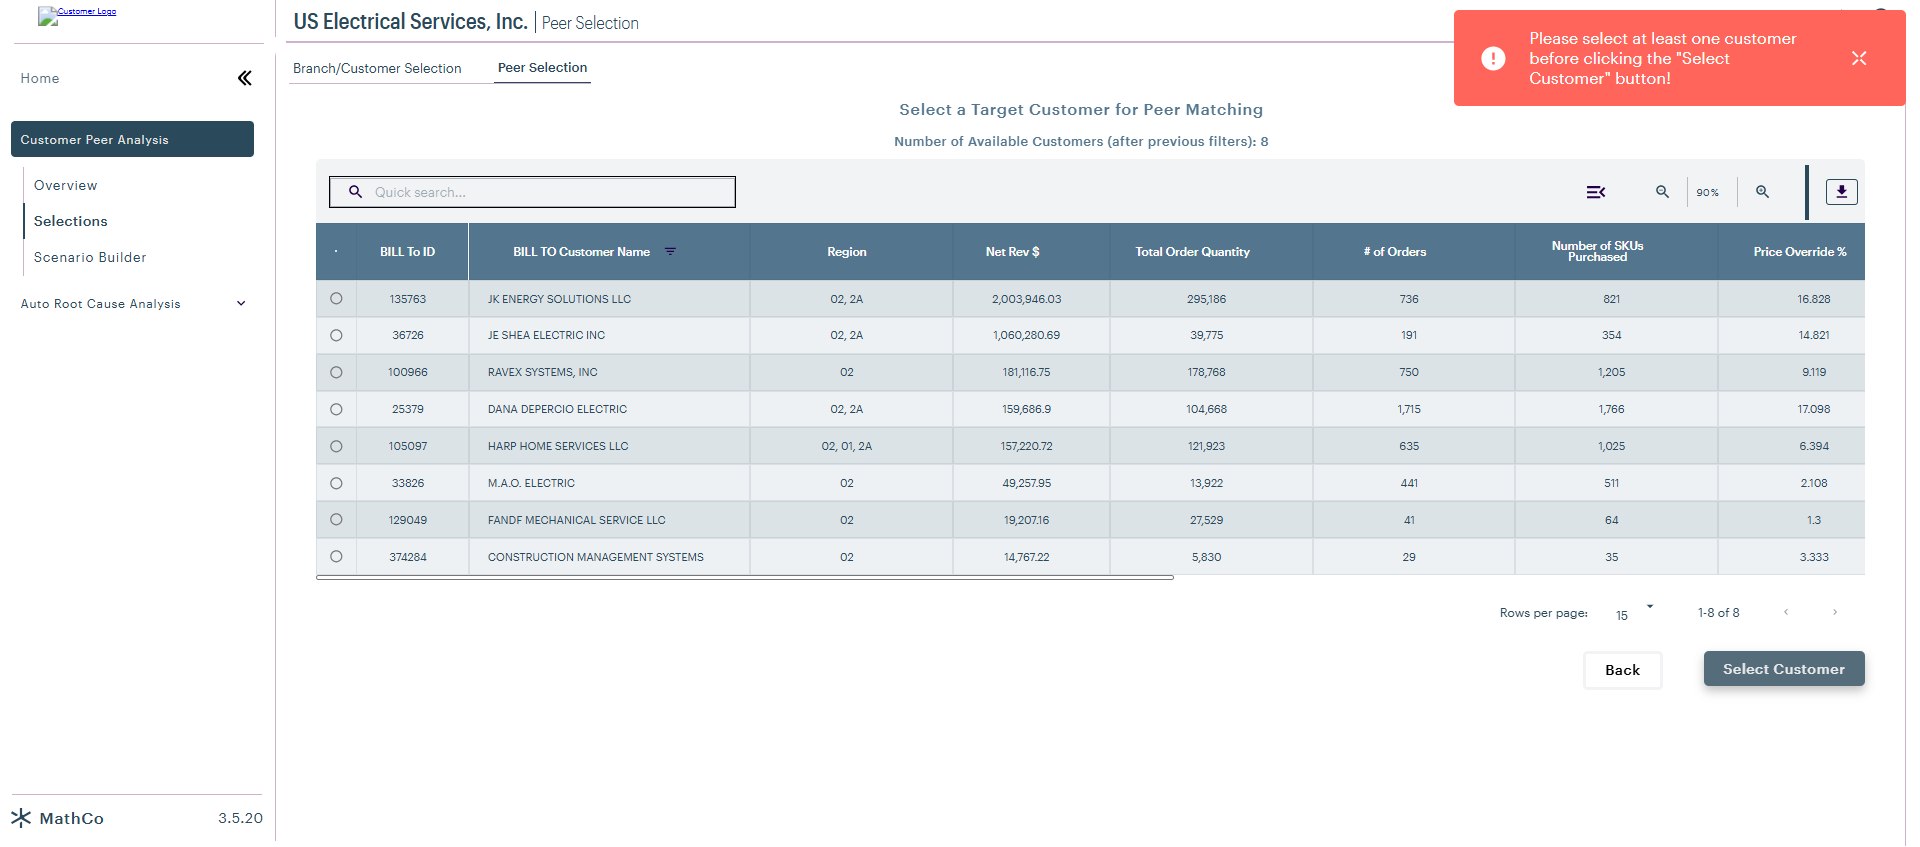 Customer Logo
US Electrical Services, Inc. | Peer Selection
Please select at least one customer
before clicking the "Select
Customer" button!
Home
Branch/Customer Selection
Peer Selection
Select a Target Customer for Peer Matching
Number of Available Customers (after previous filters): 8
Customer Peer Analysis
Overview
Selections
Scenario Builder
Auto Root Cause Analysis
Quick search...
90%
BILL To ID BILL TO Customer Name Region Net Rev $ Total Order Quantity # of Orders Number of SKUs Purchased Price Override %
135763 JK ENERGY SOLUTIONS LLC 02, 2A 2,003,946.03 295,186 736 821 16.828
36726 JE SHEA ELECTRIC INC 02, 2A 1,060,280.69 39,775 191 354 14.821
100966 RAVEX SYSTEMS, INC 02 181,116.75 178,768 750 1,205 9.119
25379 DANA DEPERCIO ELECTRIC 02, 2A 159,686.9 104,668 1,715 1,766 17.098
105097 HARP HOME SERVICES LLC 02, 01, 2A 157,220.72 121,923 635 1,025 6.394
33826 M.A.O. ELECTRIC 02 49,257.95 13,922 441 511 2.108
129049 FANDF MECHANICAL SERVICE LLC 02 19,207.16 27,529 41 64 1.3
374284 CONSTRUCTION MANAGEMENT SYSTEMS 02 14,767.22 5,830 29 35 3.333
Rows per page: 15 1-8 of 8
Back
Select Customer
MathCo 3.5.20